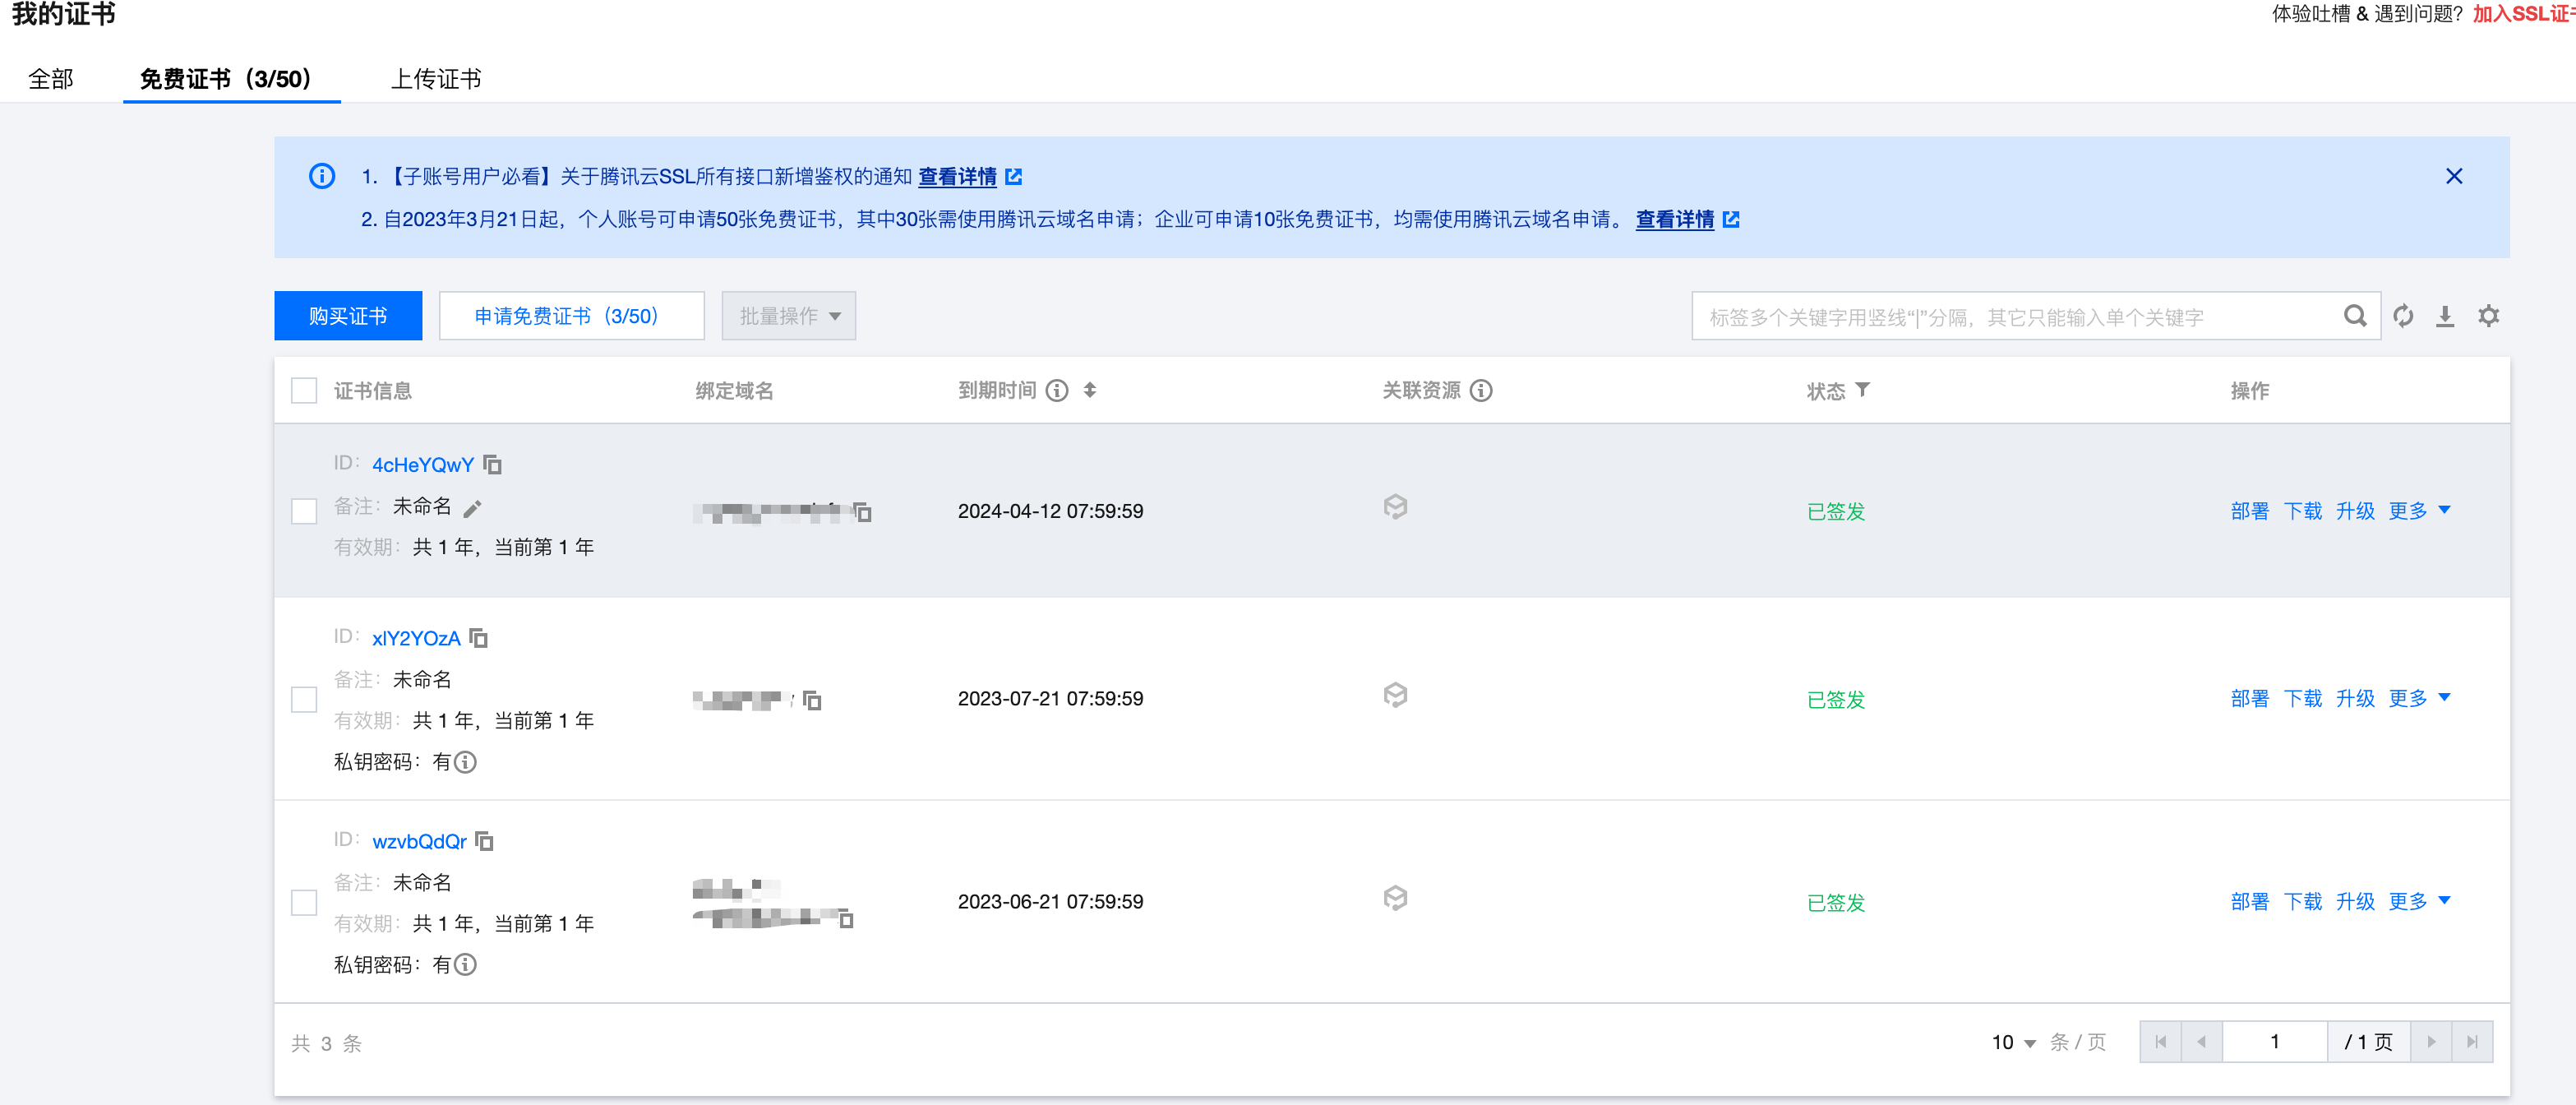 我的证书
体验吐槽 & 遇到问题? 加入SSL证
全部
免费证书（3/50）
上传证书
1. 【子账号用户必看】关于腾讯云SSL所有接口新增鉴权的通知 查看详情
2. 自2023年3月21日起，个人账号可申请50张免费证书，其中30张需使用腾讯云域名申请；企业可申请10张免费证书，均需使用腾讯云域名申请。 查看详情
购买证书
申请免费证书（3/50）
批量操作
标签多个关键字用竖线“|”分隔，其它只能输入单个关键字
证书信息 绑定域名 到期时间 关联资源 状态 操作
ID： 4cHeYQwY
备注： 未命名
有效期： 共 1 年，当前第 1 年
2024-04-12 07:59:59
已签发
部署 下载 升级 更多
ID： xlY2YOzA
备注： 未命名
有效期： 共 1 年，当前第 1 年
私钥密码： 有
2023-07-21 07:59:59
已签发
部署 下载 升级 更多
ID： wzvbQdQr
备注： 未命名
有效期： 共 1 年，当前第 1 年
私钥密码： 有
2023-06-21 07:59:59
已签发
部署 下载 升级 更多
共 3 条
10 条 / 页
1 / 1 页